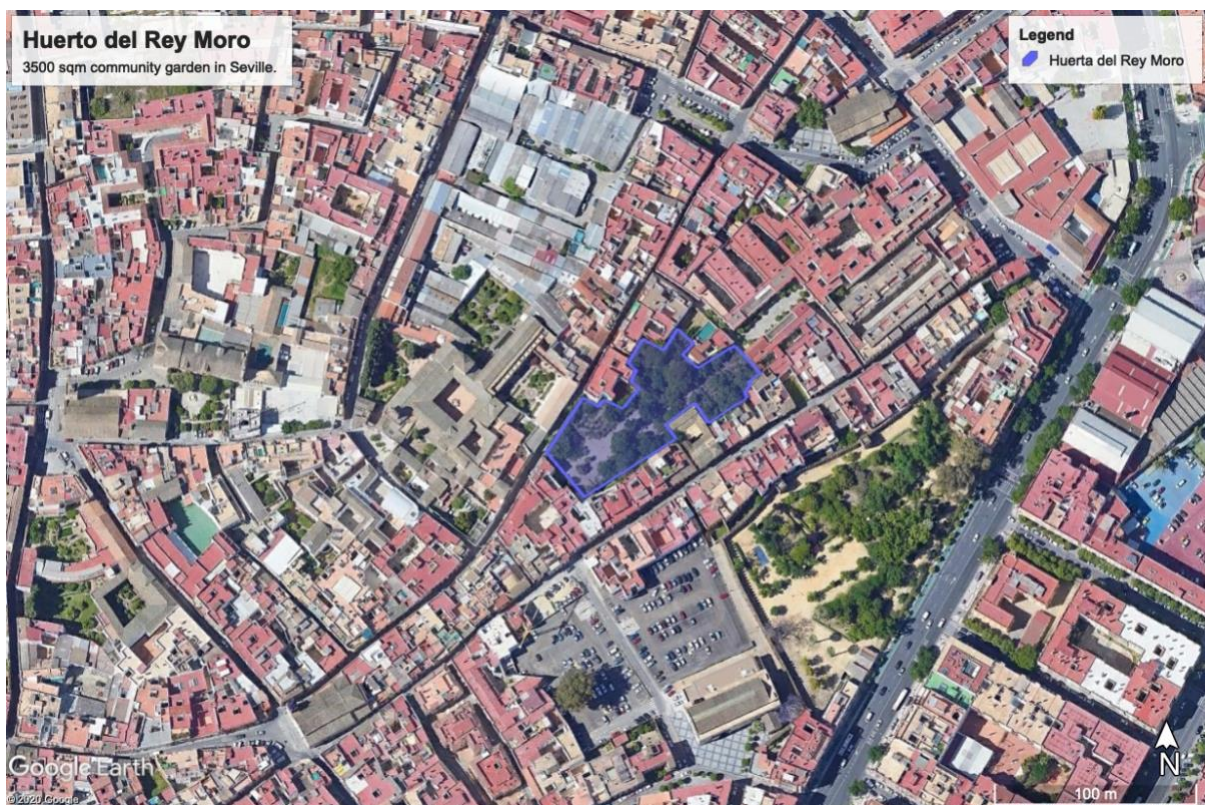 Huerto del Rey Moro
3500 sqm community garden in Seville.
Legend
Huerta del Rey Moro
Google Earth
© 2020 Google
N
100 m